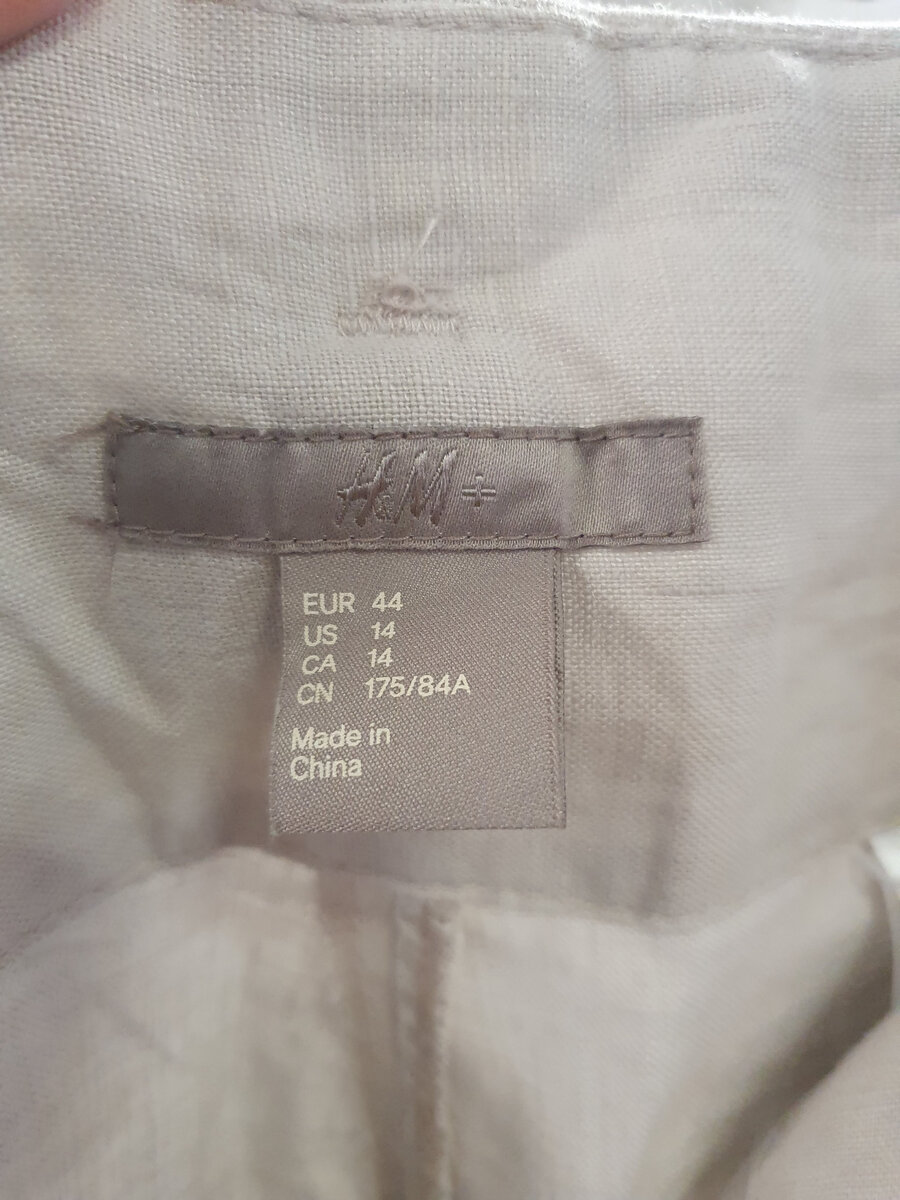 H&M+
EUR 44
US 14
CA 14
CN 175/84A
Made in
China